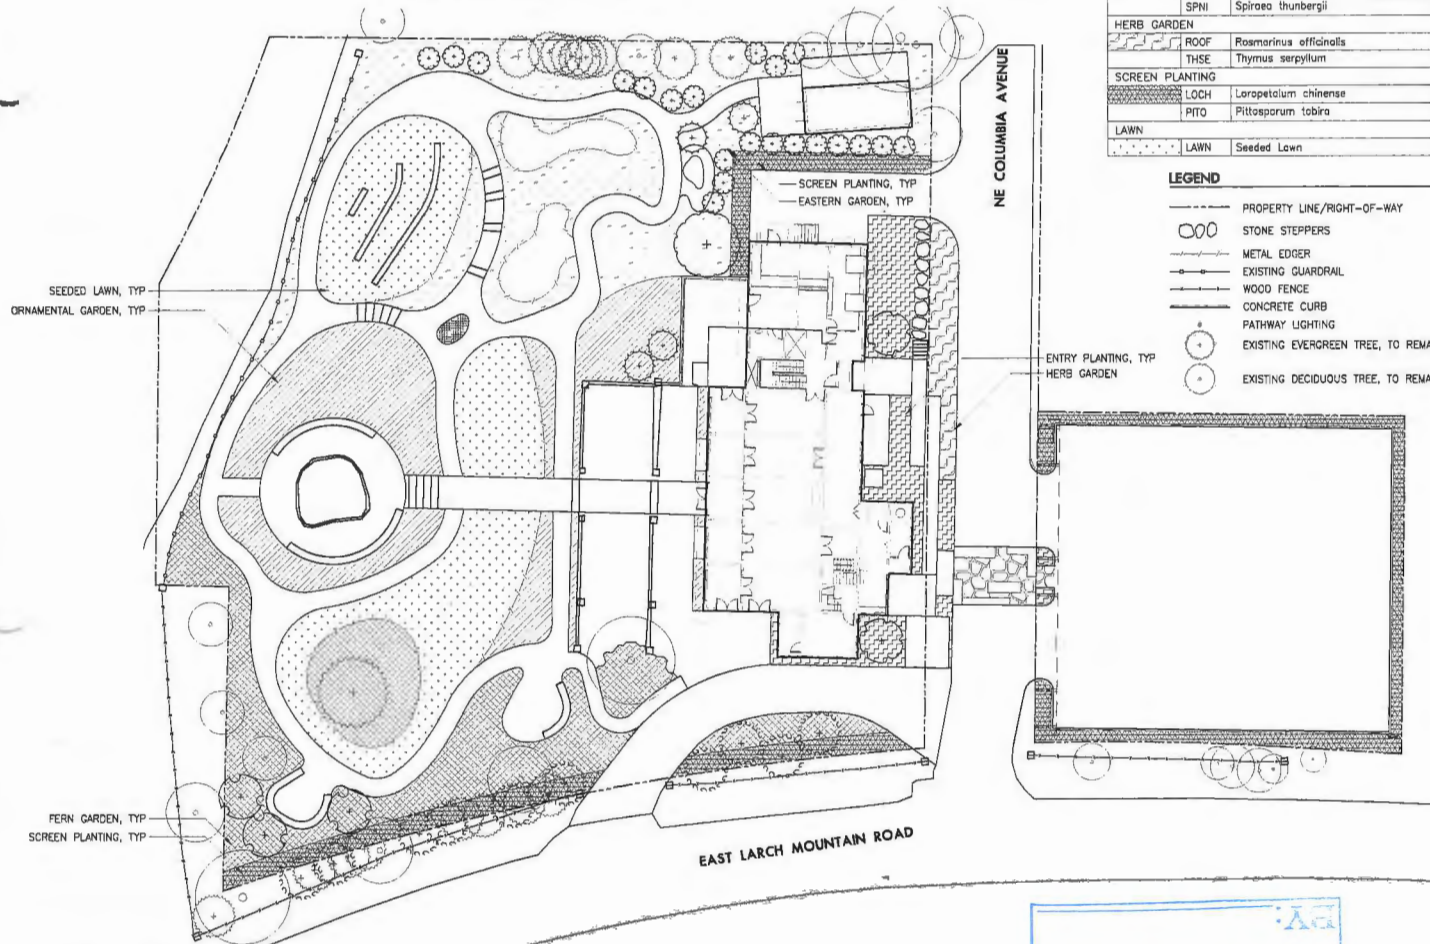 SPNI Spiraea thunbergii
HERB GARDEN
ROOF Rosmarinus officinalis
THSE Thymus serpyllum
SCREEN PLANTING
LOCH Loropetalum chinense
PITO Pittosporum tobira
LAWN
LAWN Seeded Lawn
LEGEND
PROPERTY LINE/RIGHT-OF-WAY
STONE STEPPERS
METAL EDGER
EXISTING GUARDRAIL
WOOD FENCE
CONCRETE CURB
PATHWAY LIGHTING
EXISTING EVERGREEN TREE, TO REMA
EXISTING DECIDUOUS TREE, TO REMA
NE COLUMBIA AVENUE
SCREEN PLANTING, TYP
EASTERN GARDEN, TYP
SEEDED LAWN, TYP
ORNAMENTAL GARDEN, TYP
ENTRY PLANTING, TYP
HERB GARDEN
FERN GARDEN, TYP
SCREEN PLANTING, TYP
EAST LARCH MOUNTAIN ROAD
BY: